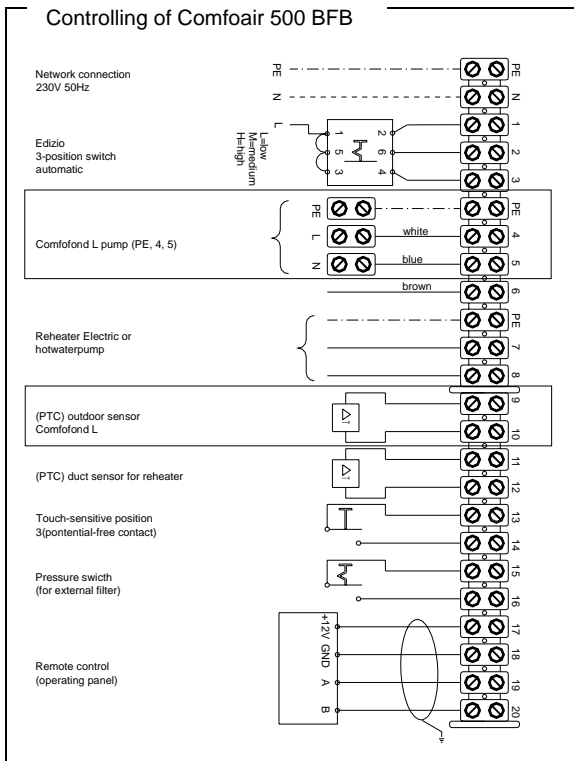 Controlling of Comfoair 500 BFB
Network connection
230V 50Hz
PE
PE
N
N
Edizio
3-position switch
automatic
L
L=low
M=medium
H=high
1
5
3
2
6
4
1
2
3
Comfofond L pump (PE, 4, 5)
PE
PE
L
white
4
N
blue
5
brown
6
Reheater Electric or
hotwaterpump
PE
7
8
(PTC) outdoor sensor
Comfofond L
9
10
(PTC) duct sensor for reheater
11
12
Touch-sensitive position
3(pontential-free contact)
13
14
Pressure swicth
(for external filter)
15
16
Remote control
(operating panel)
+12V
GND
A
B
17
18
19
20